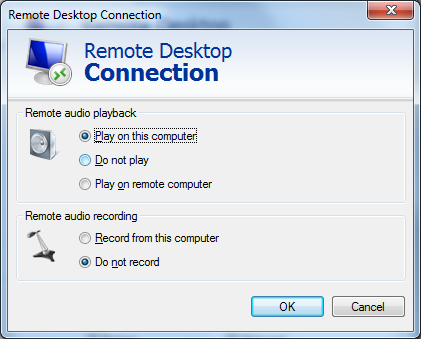 Remote Desktop Connection
Remote Desktop
Connection
Remote audio playback
Play on this computer
Do not play
Play on remote computer
Remote audio recording
Record from this computer
Do not record
OK
Cancel